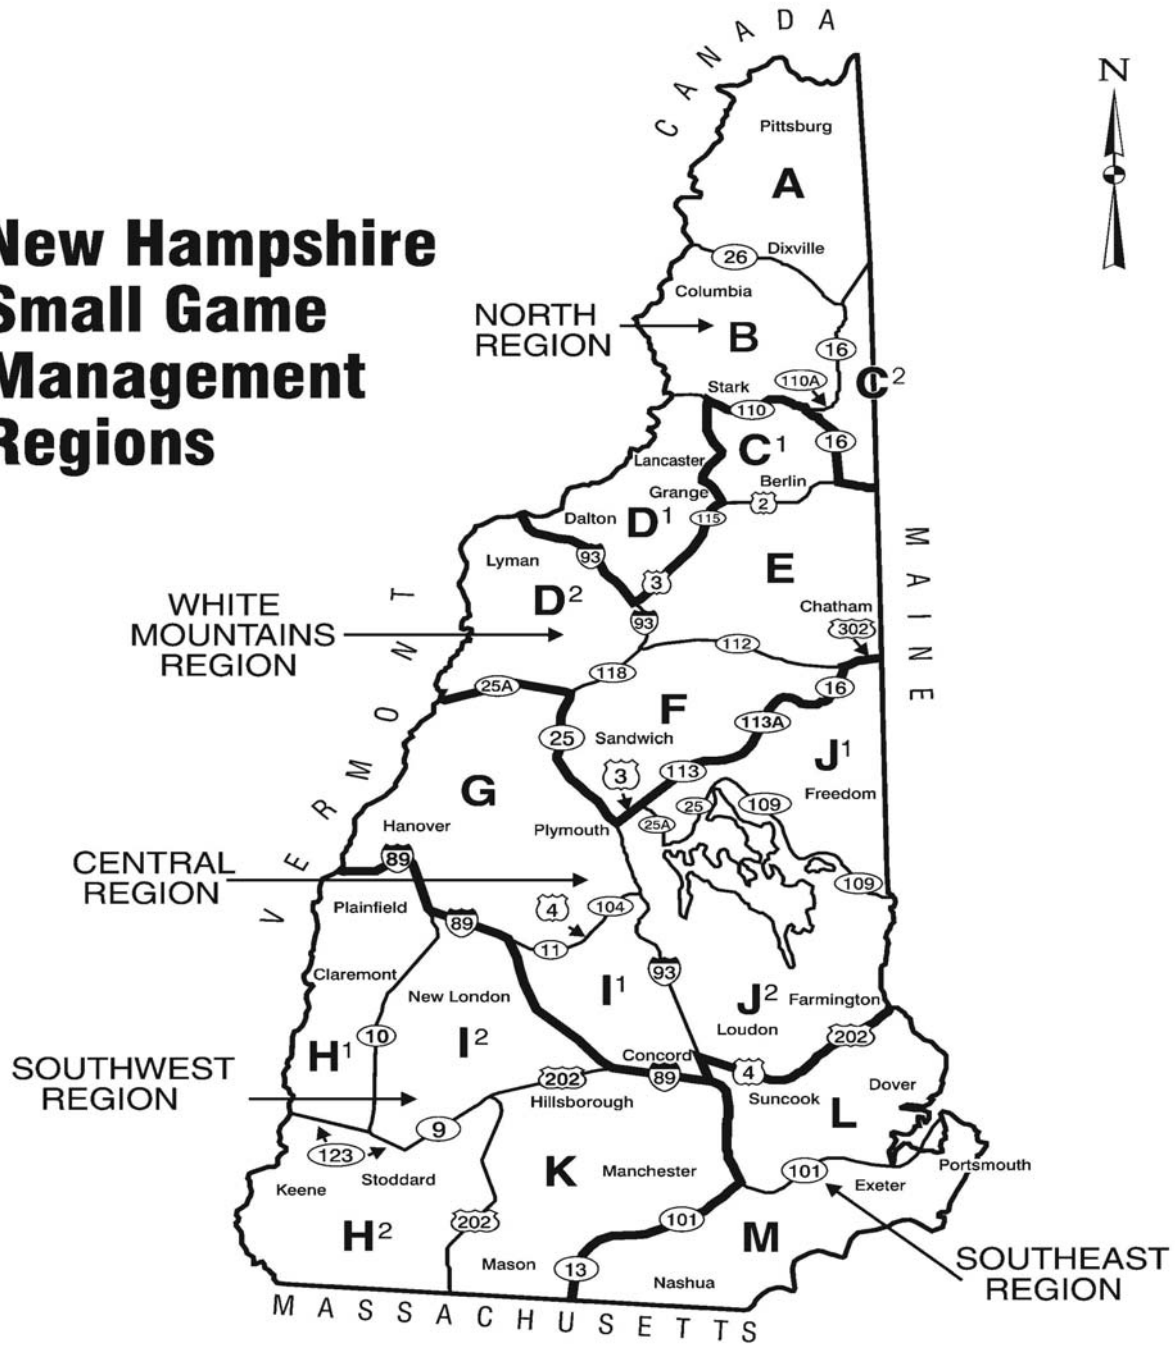 New Hampshire
Small Game
Management
Regions
CANADA
N
Pittsburg
A
26
Dixville
Columbia
NORTH
REGION
B
16
110A
C2
Stark
110
C1
16
Lancaster
Berlin
Grange
2
Dalton
D1
115
93
Lyman
E
3
D2
Chatham
302
93
WHITE
MOUNTAINS
REGION
112
118
25A
16
MAINE
VERMONT
F
113A
25
Sandwich
J1
3
113
G
Freedom
25
109
Hanover
Plymouth
25A
89
CENTRAL
REGION
109
Plainfield
4
104
89
11
Claremont
93
New London
I1
J2
Farmington
Loudon
10
202
H1
I2
Concord
SOUTHWEST
REGION
202
89
4
Dover
Hillsborough
Suncook
L
9
123
Stoddard
K
Manchester
101
Portsmouth
Keene
Exeter
202
101
H2
M
Mason
13
SOUTHEAST
REGION
Nashua
MASSACHUSETTS